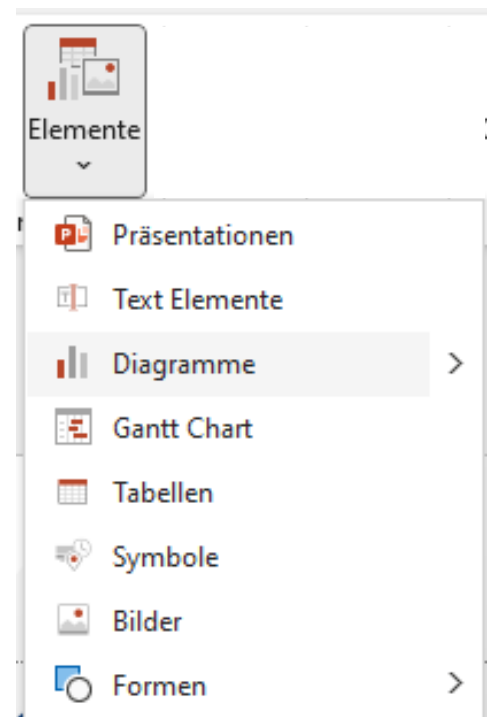 Elemente
Präsentationen
Text Elemente
Diagramme
Gantt Chart
Tabellen
Symbole
Bilder
Formen